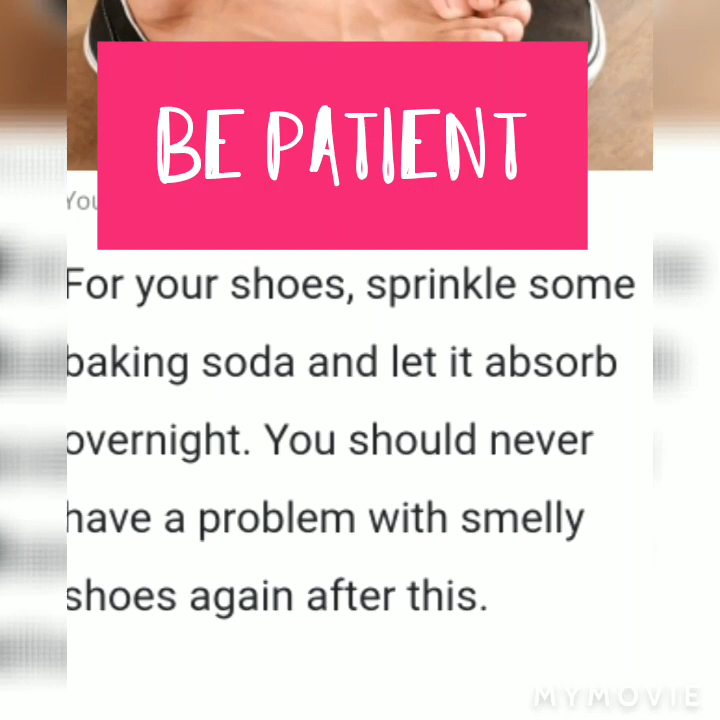 BE PATIENT
For your shoes, sprinkle some
baking soda and let it absorb
overnight. You should never
have a problem with smelly
shoes again after this.
MYMOVIE